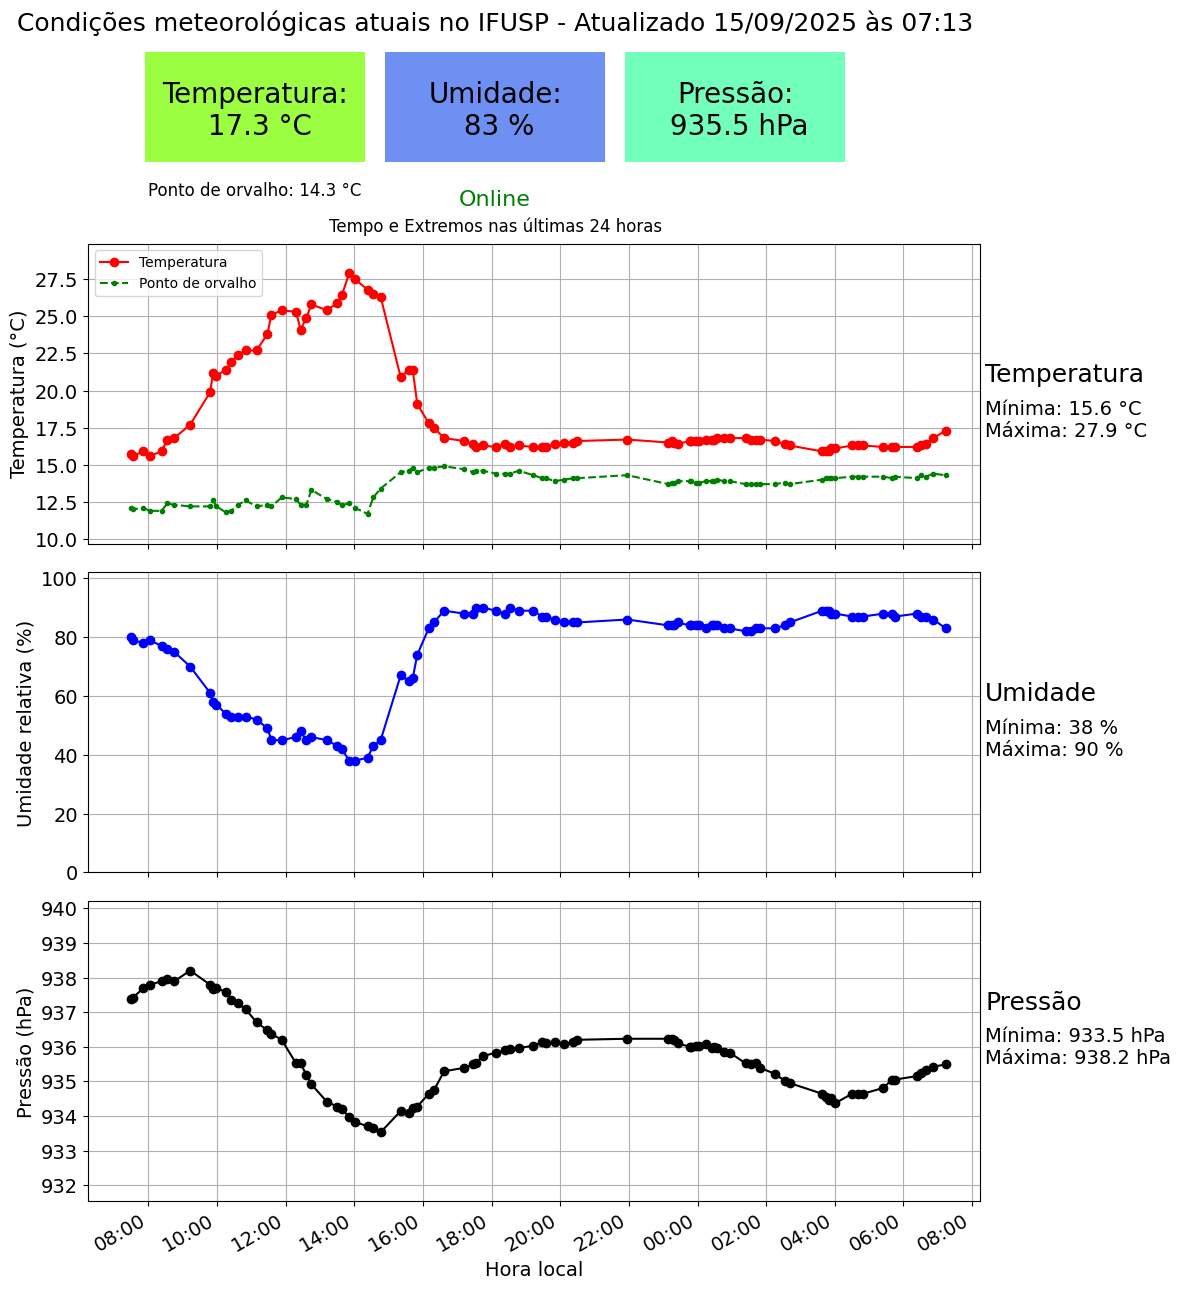 Condições meteorológicas atuais no IFUSP - Atualizado 15/09/2025 às 07:13
Temperatura:
17.3 °C
Umidade:
83 %
Pressão:
935.5 hPa
Ponto de orvalho: 14.3 °C
Online
Tempo e Extremos nas últimas 24 horas
Temperatura
Ponto de orvalho
Temperatura (°C)
27.5
25.0
22.5
20.0
17.5
15.0
12.5
10.0
Temperatura
Mínima: 15.6 °C
Máxima: 27.9 °C
Umidade relativa (%)
100
80
60
40
20
0
Umidade
Mínima: 38 %
Máxima: 90 %
Pressão (hPa)
940
939
938
937
936
935
934
933
932
Pressão
Mínima: 933.5 hPa
Máxima: 938.2 hPa
08:00 10:00 12:00 14:00 16:00 18:00 20:00 22:00 00:00 02:00 04:00 06:00 08:00
Hora local